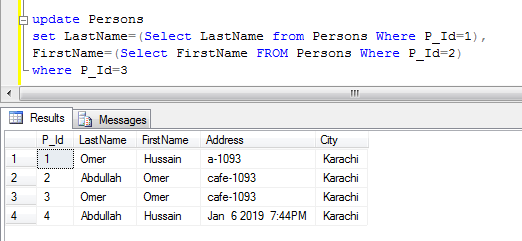 update Persons
set LastName=(Select LastName from Persons Where P_Id=1),
FirstName=(Select FirstName FROM Persons Where P_Id=2)
where P_Id=3
Results Messages
P_Id LastName FirstName Address City
1 1 Omer Hussain a-1093 Karachi
2 2 Abdullah Omer cafe-1093 Karachi
3 3 Omer Omer cafe-1093 Karachi
4 4 Abdullah Hussain Jan 6 2019 7:44PM Karachi